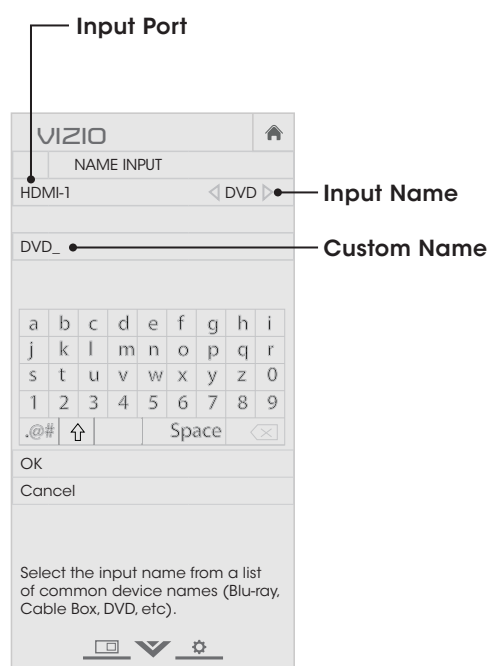 Input Port
VIZIO
NAME INPUT
HDMI-1 DVD Input Name
DVD_ Custom Name
a b c d e f g h i
j k l m n o p q r
s t u v w x y z 0
1 2 3 4 5 6 7 8 9
.@# Space
OK
Cancel
Select the input name from a list
of common device names (Blu-ray,
Cable Box, DVD, etc).